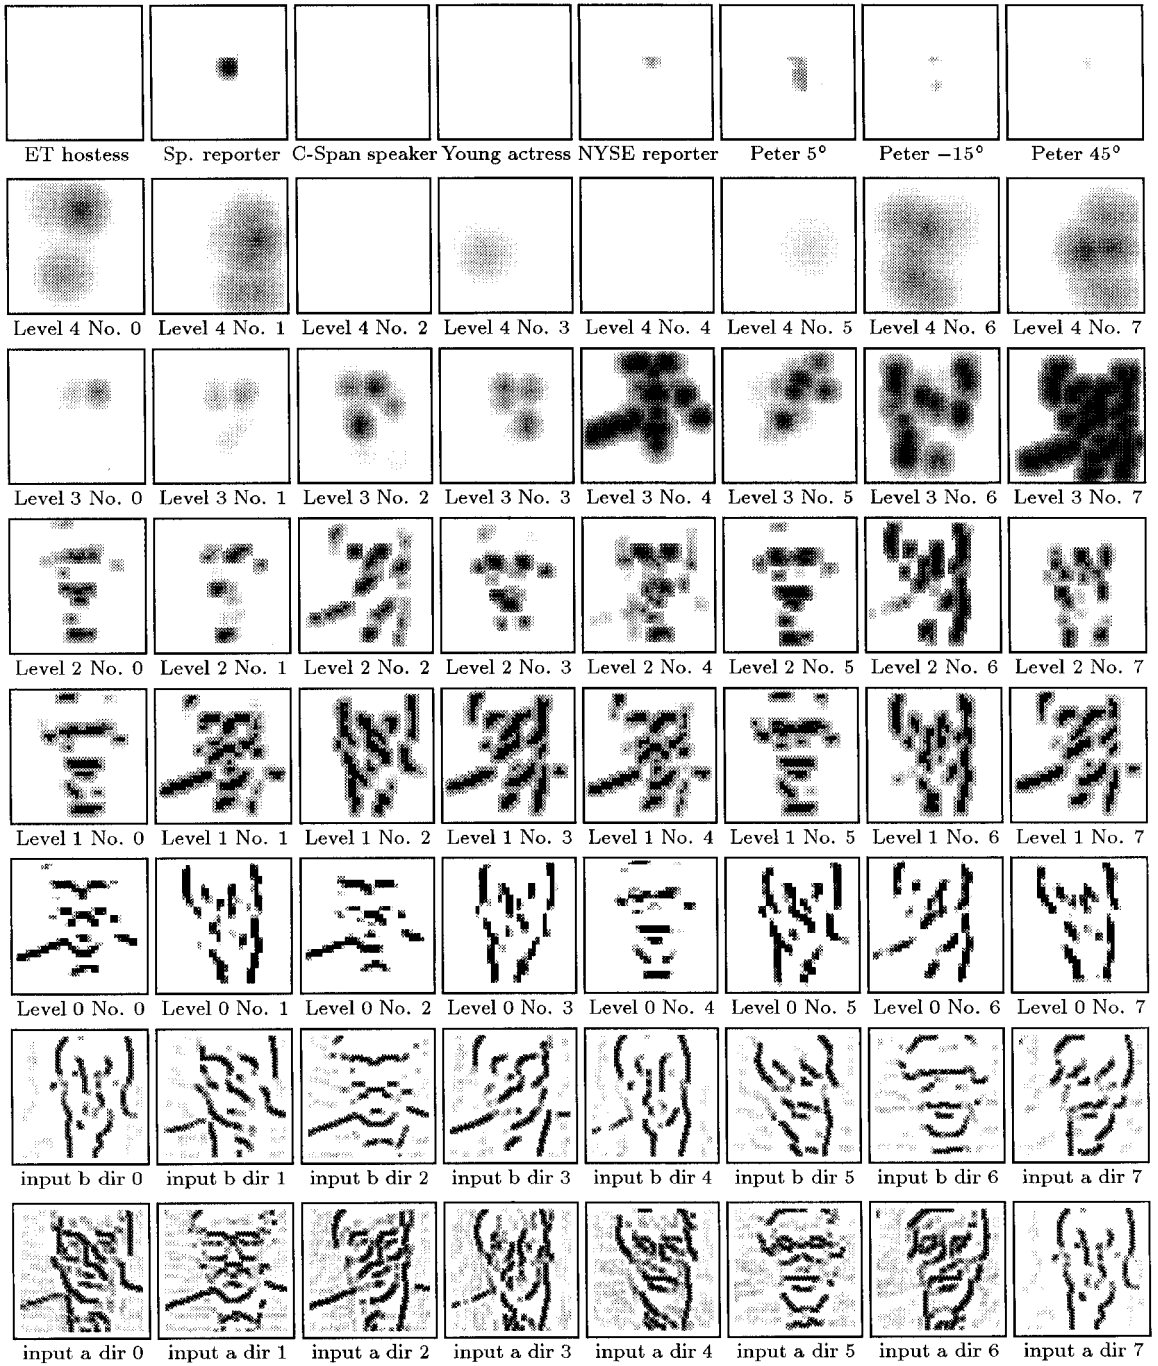 ET hostess Sp. reporter C-Span speaker Young actress NYSE reporter Peter 5° Peter −15° Peter 45°
Level 4 No. 0 Level 4 No. 1 Level 4 No. 2 Level 4 No. 3 Level 4 No. 4 Level 4 No. 5 Level 4 No. 6 Level 4 No. 7
Level 3 No. 0 Level 3 No. 1 Level 3 No. 2 Level 3 No. 3 Level 3 No. 4 Level 3 No. 5 Level 3 No. 6 Level 3 No. 7
Level 2 No. 0 Level 2 No. 1 Level 2 No. 2 Level 2 No. 3 Level 2 No. 4 Level 2 No. 5 Level 2 No. 6 Level 2 No. 7
Level 1 No. 0 Level 1 No. 1 Level 1 No. 2 Level 1 No. 3 Level 1 No. 4 Level 1 No. 5 Level 1 No. 6 Level 1 No. 7
Level 0 No. 0 Level 0 No. 1 Level 0 No. 2 Level 0 No. 3 Level 0 No. 4 Level 0 No. 5 Level 0 No. 6 Level 0 No. 7
input b dir 0 input b dir 1 input b dir 2 input b dir 3 input b dir 4 input b dir 5 input b dir 6 input a dir 7
input a dir 0 input a dir 1 input a dir 2 input a dir 3 input a dir 4 input a dir 5 input a dir 6 input a dir 7